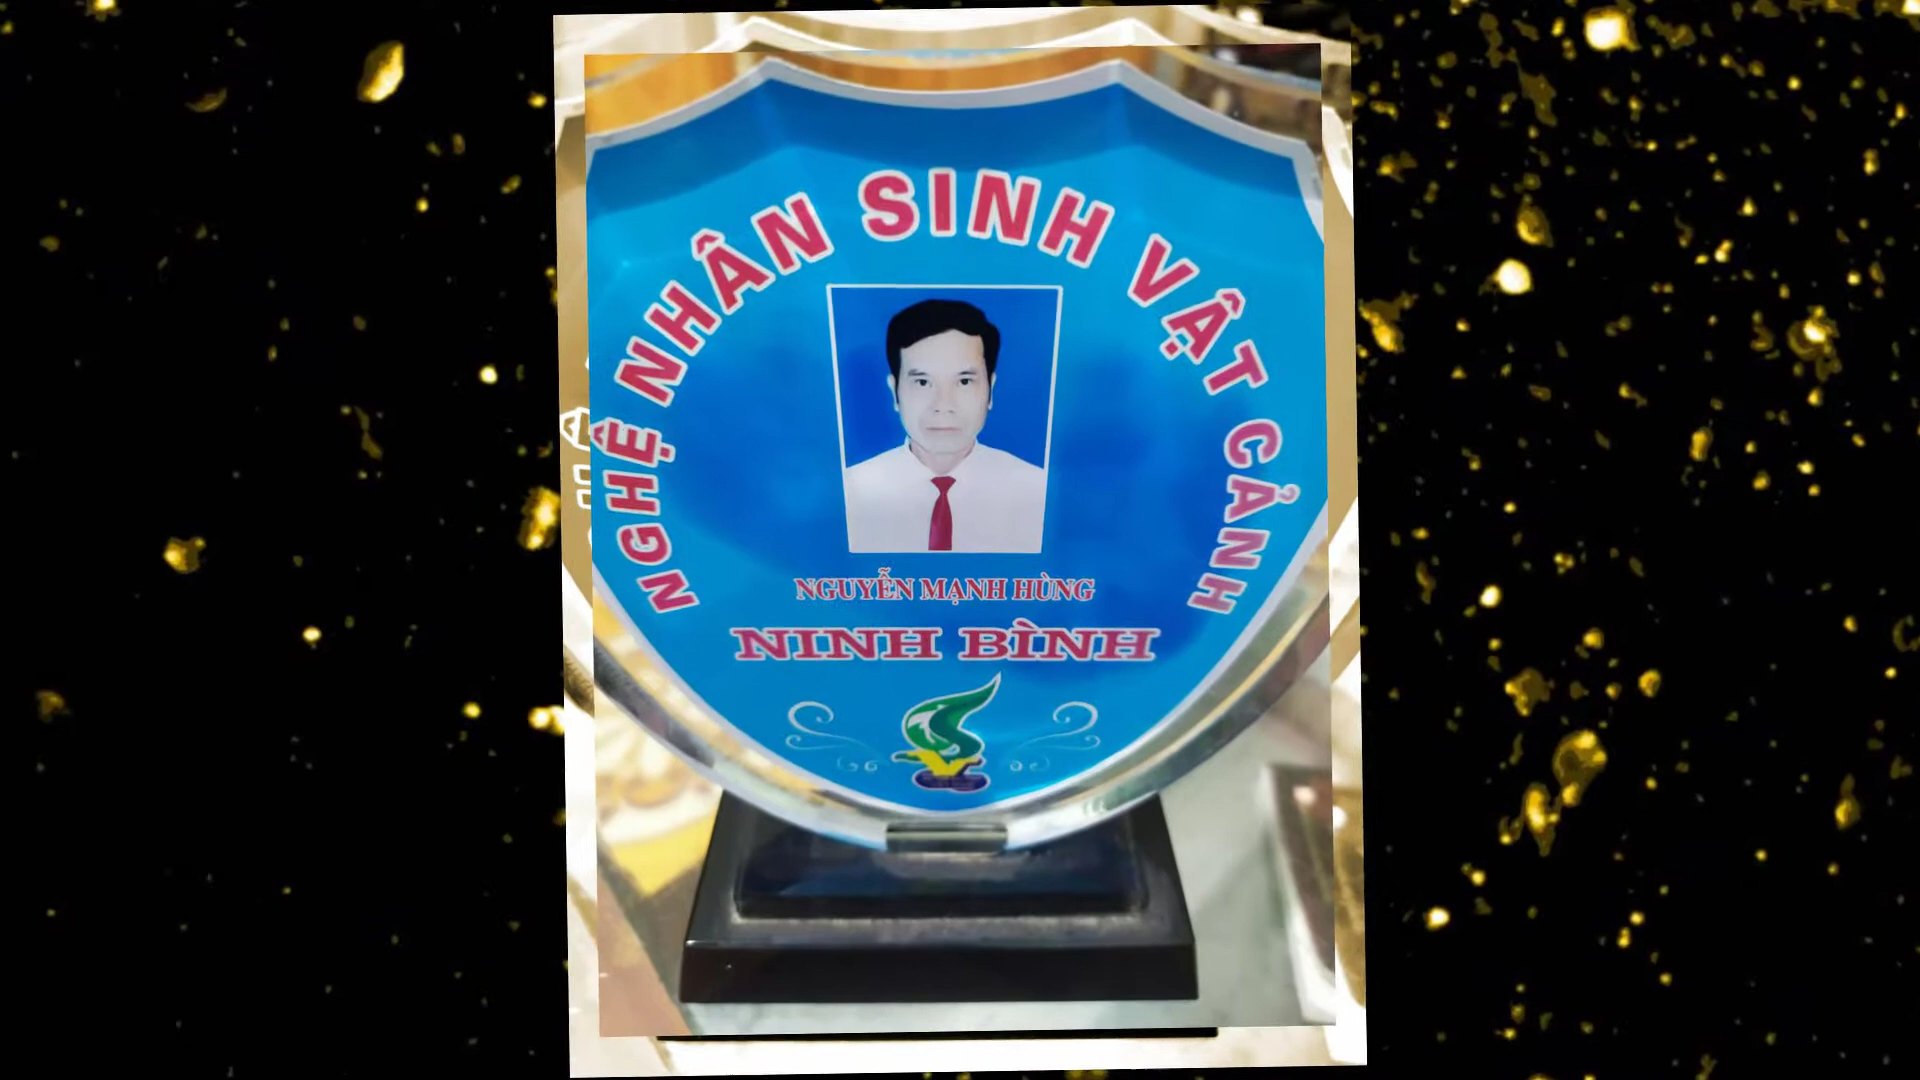 NGHỆ NHÂN SINH VẬT CẢNH
NGUYỄN MẠNH HÙNG
NINH BÌNH